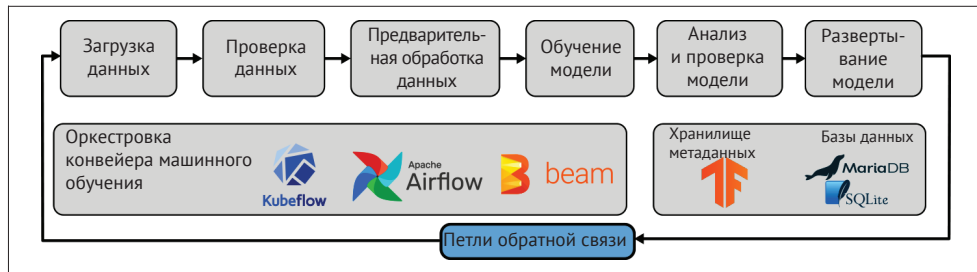 Загрузка
данных
Проверка
данных
Предваритель-
ная обработка
данных
Обучение
модели
Анализ
и проверка
модели
Разверты-
вание
модели
Оркестровка
конвейера машинного
обучения
Kubeflow
Apache
Airflow
beam
Хранилище
метаданных
Базы данных
MariaDB
SQLite
Петли обратной связи